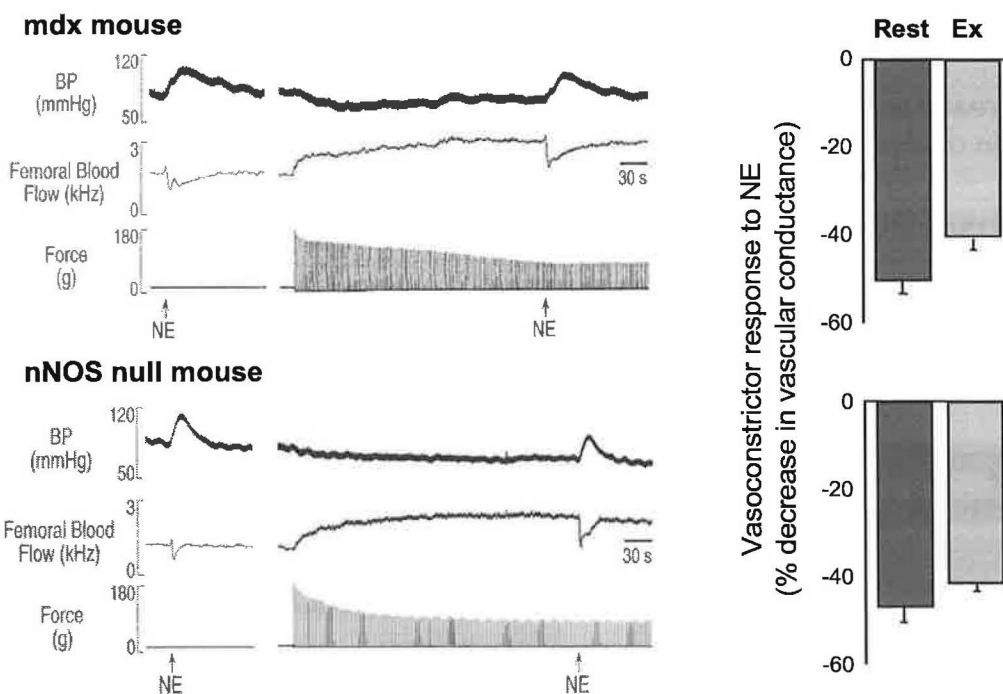 mdx mouse
120
BP
(mmHg)
50
3
Femoral Blood
Flow (kHz)
0
30 s
180
Force
(g)
0
NE
NE
nNOS null mouse
120
BP
(mmHg)
50
3
Femoral Blood
Flow (kHz)
0
30 s
180
Force
(g)
0
NE
NE
Vasoconstrictor response to NE
(% decrease in vascular conductance)
Rest Ex
0
-20
-40
-60
0
-20
-40
-60